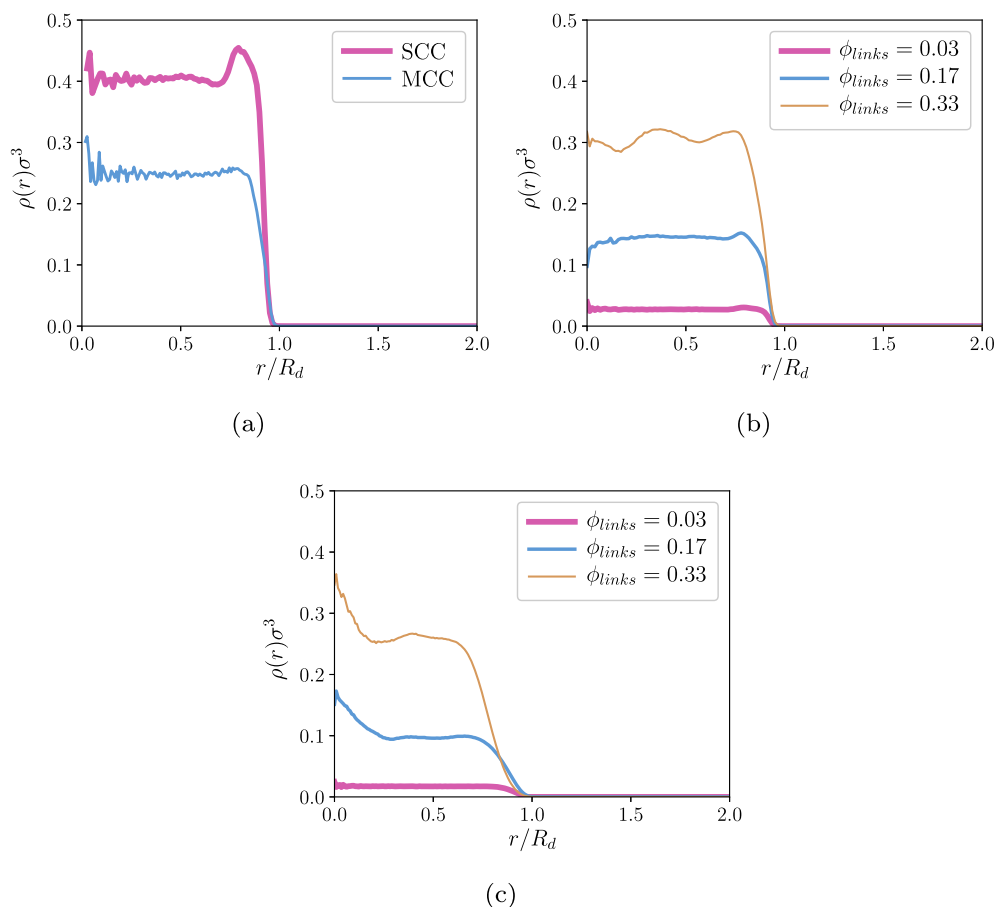 0.5
0.4
0.3
0.2
0.1
0.0
ρ(r)σ³
SCC
MCC
0.0 0.5 1.0 1.5 2.0
r/R_d
(a)
0.5
0.4
0.3
0.2
0.1
0.0
ρ(r)σ³
ϕ_links = 0.03
ϕ_links = 0.17
ϕ_links = 0.33
0.0 0.5 1.0 1.5 2.0
r/R_d
(b)
0.5
0.4
0.3
0.2
0.1
0.0
ρ(r)σ³
ϕ_links = 0.03
ϕ_links = 0.17
ϕ_links = 0.33
0.0 0.5 1.0 1.5 2.0
r/R_d
(c)